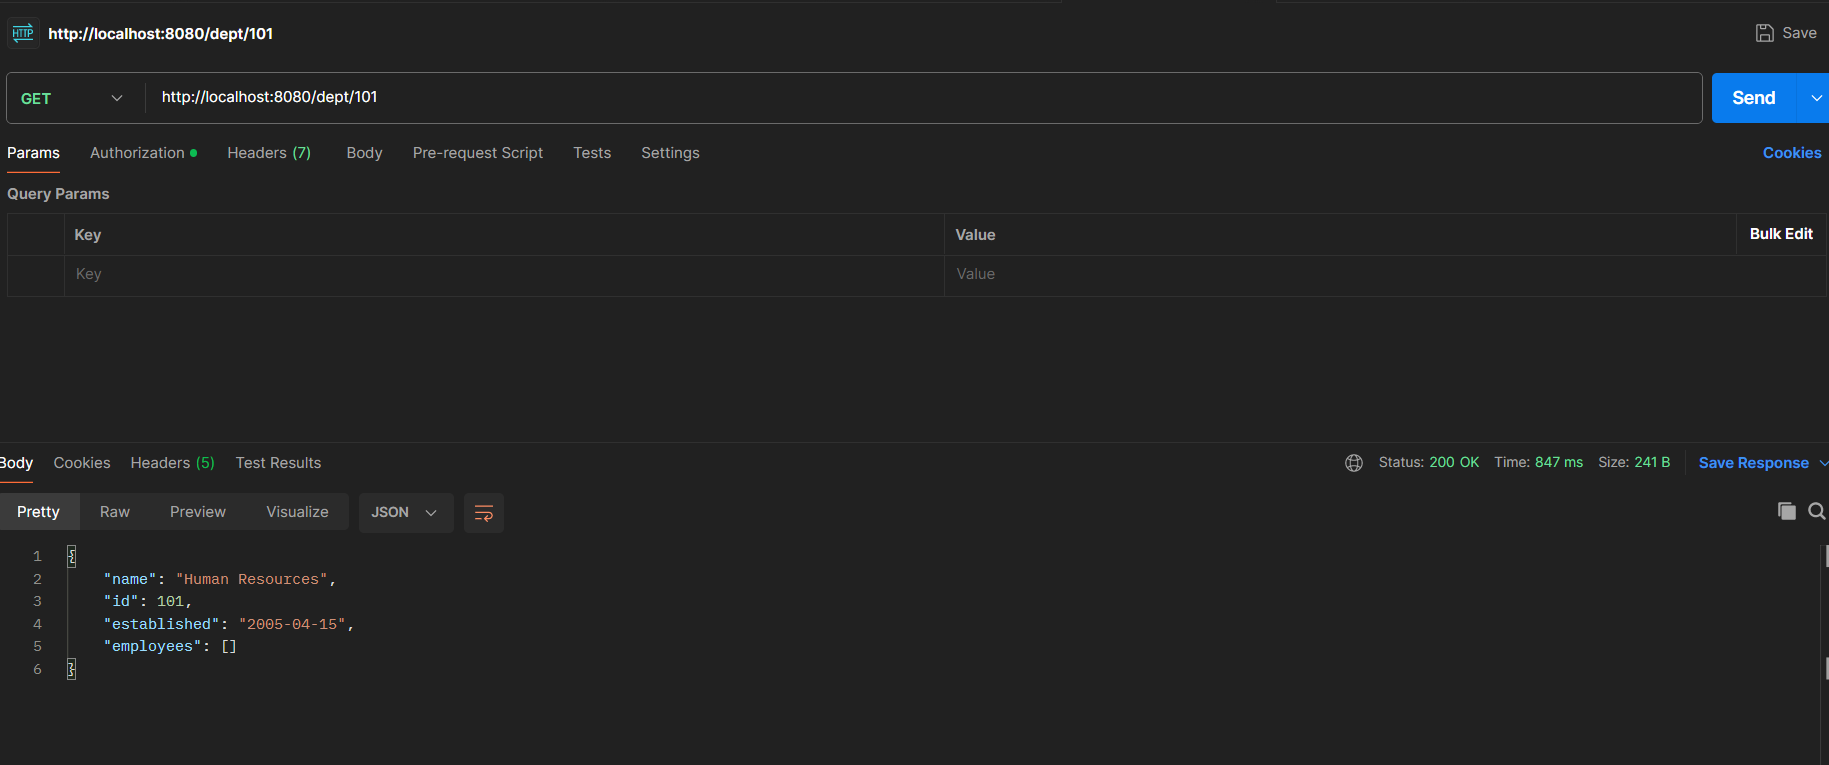 HTTP http://localhost:8080/dept/101 Save
GET http://localhost:8080/dept/101 Send
Params Authorization Headers (7) Body Pre-request Script Tests Settings Cookies
Query Params
Key Value Bulk Edit
Key Value
Body Cookies Headers (5) Test Results Status: 200 OK Time: 847 ms Size: 241 B Save Response
Pretty Raw Preview Visualize JSON
1 {
2 "name": "Human Resources",
3 "id": 101,
4 "established": "2005-04-15",
5 "employees": []
6 }